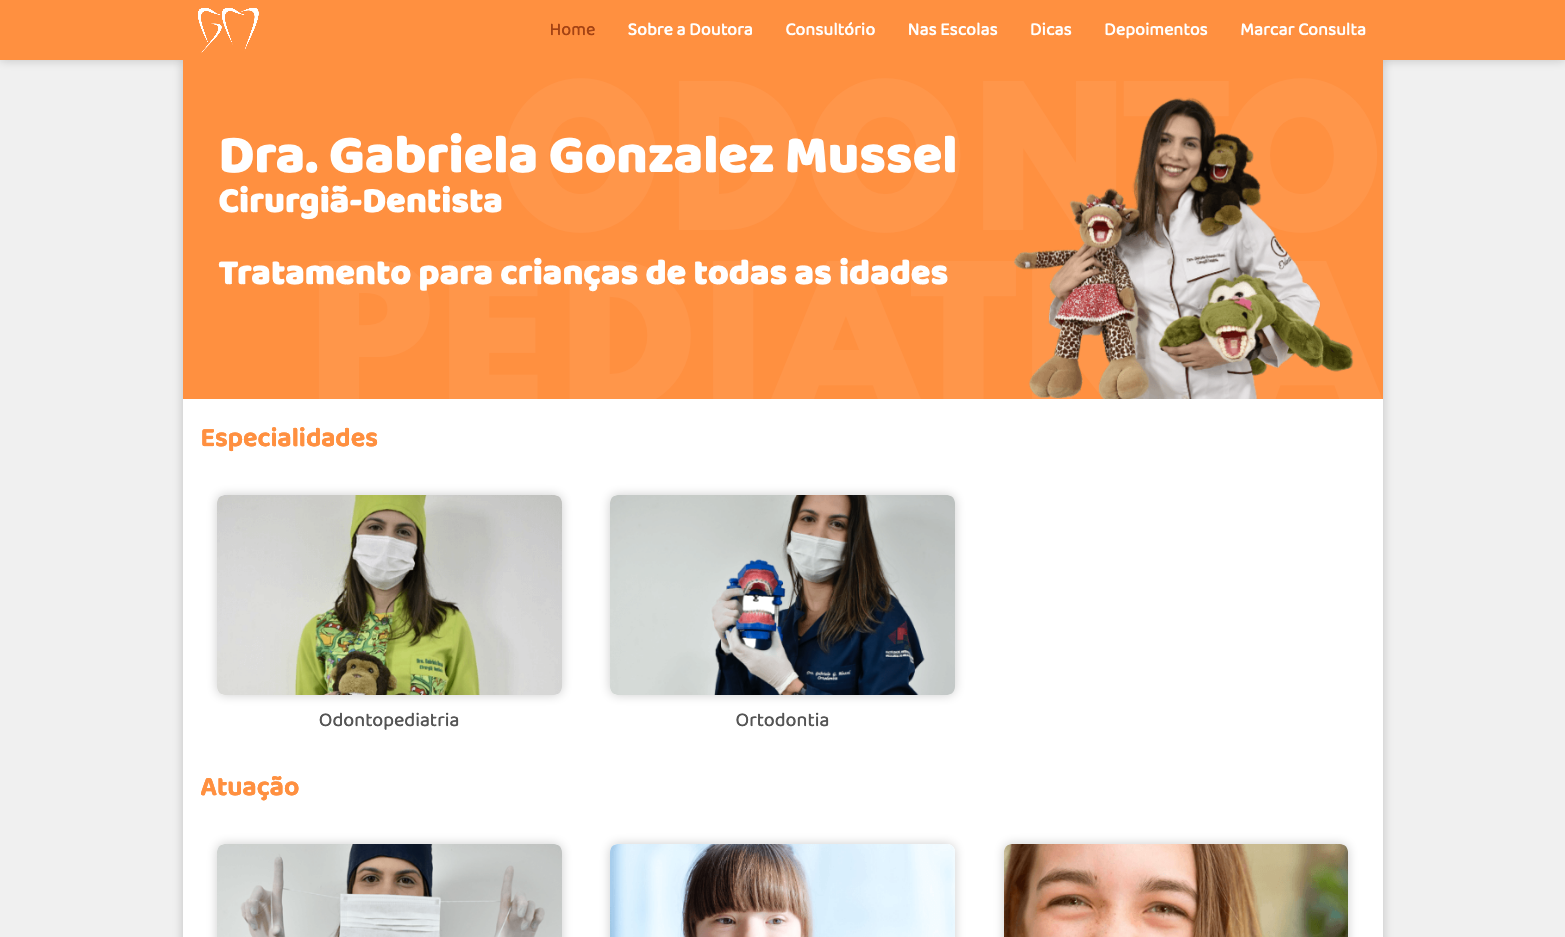 Home Sobre a Doutora Consultório Nas Escolas Dicas Depoimentos Marcar Consulta
ODONTO
PEDIATRIA
Dra. Gabriela Gonzalez Mussel
Cirurgiã-Dentista
Tratamento para crianças de todas as idades
Especialidades
Odontopediatria
Ortodontia
Atuação